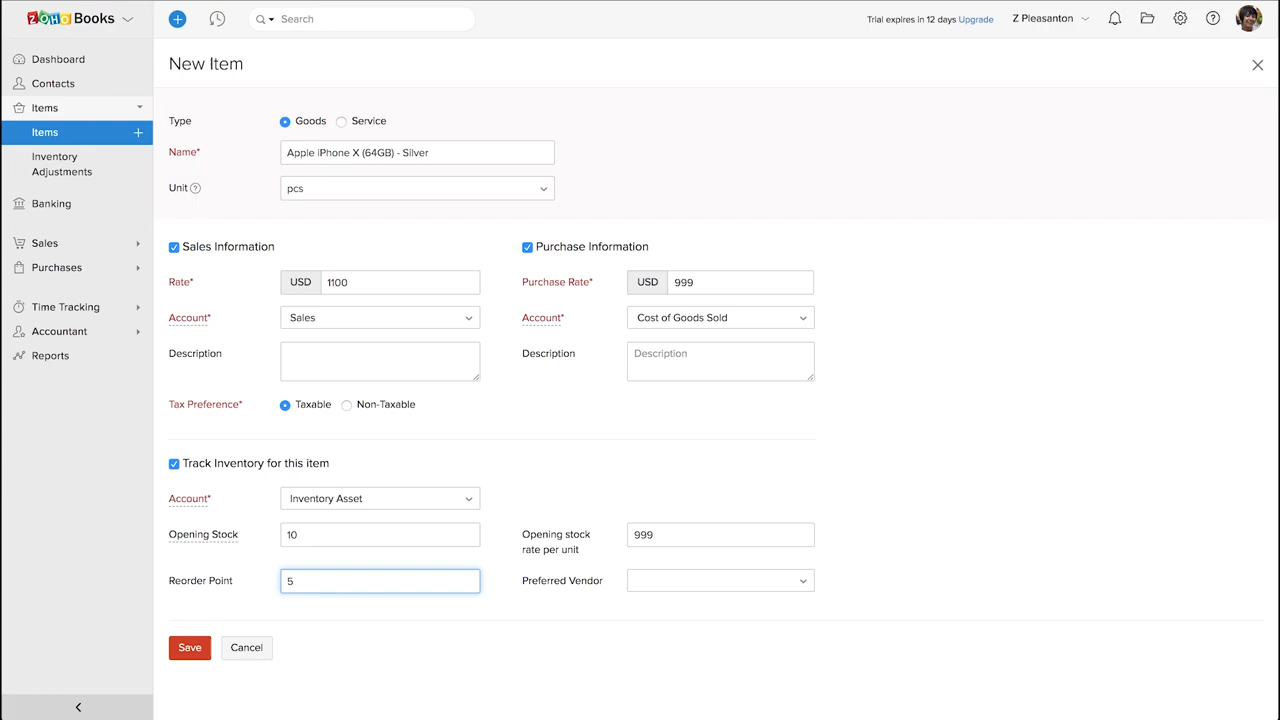 ZOHO Books
Search
Trial expires in 12 days Upgrade
Z Pleasanton
Dashboard
Contacts
Items
Items
Inventory
Adjustments
Banking
Sales
Purchases
Time Tracking
Accountant
Reports
New Item
Type
Goods
Service
Name*
Apple iPhone X (64GB) - Silver
Unit
pcs
Sales Information
Purchase Information
Rate*
USD 1100
Purchase Rate*
USD 999
Account*
Sales
Account*
Cost of Goods Sold
Description
Description
Description
Tax Preference*
Taxable
Non-Taxable
Track Inventory for this item
Account*
Inventory Asset
Opening Stock
10
Opening stock
rate per unit
999
Reorder Point
5
Preferred Vendor
Save
Cancel